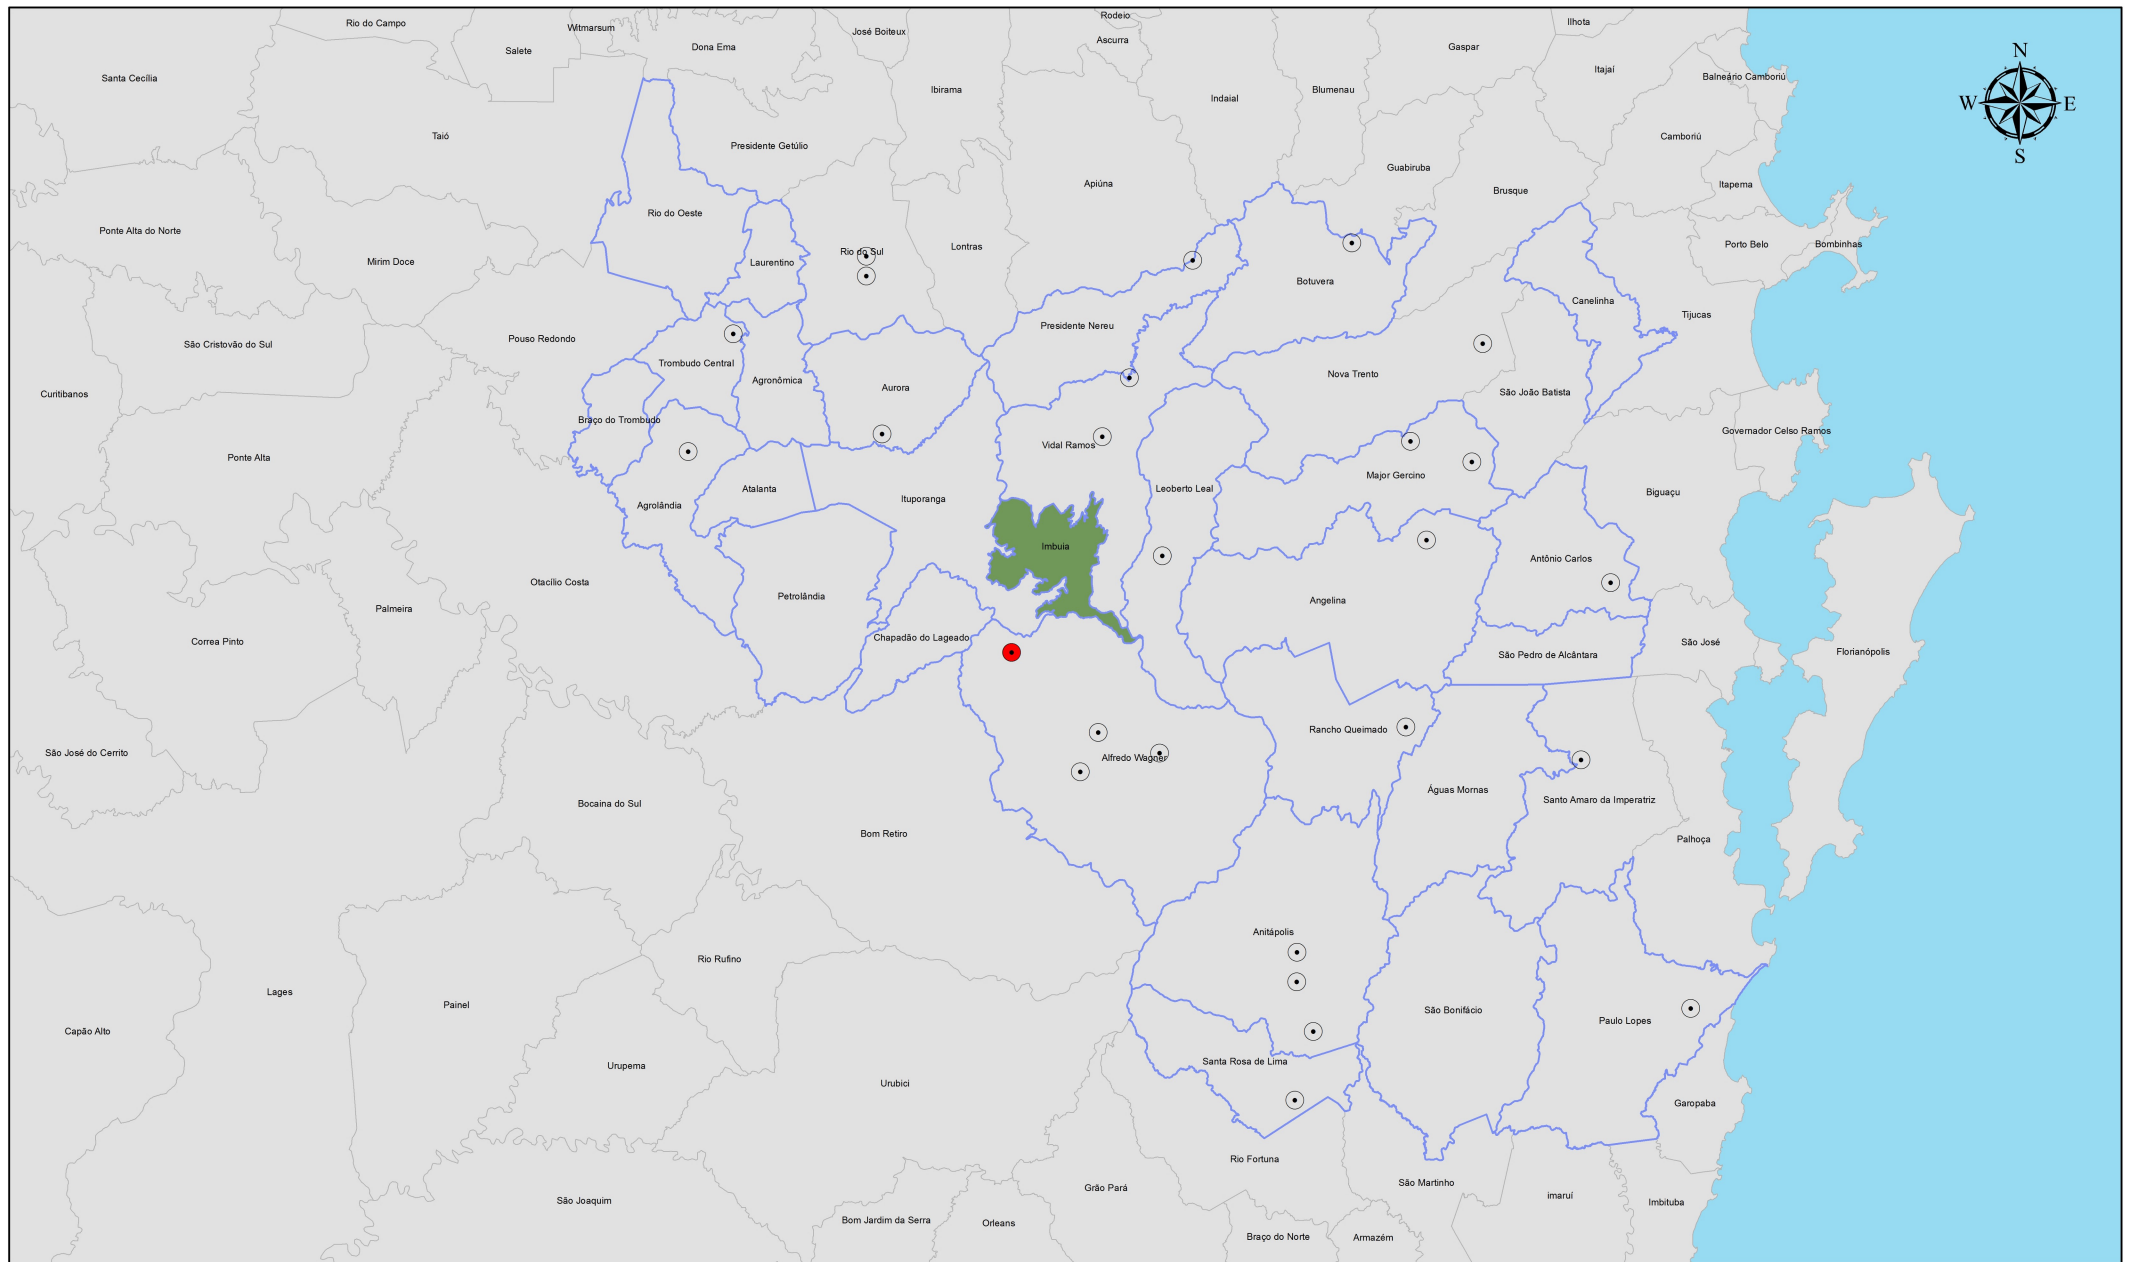 Rio do Campo
Witmarsum
Salete
Dona Ema
José Boiteux
Rodeio
Ascurra
Ilhota
Gaspar
N
W
E
S
Santa Cecília
Ibirama
Indaial
Blumenau
Itajaí
Balneário Camboriú
Taió
Presidente Getúlio
Camboriú
Apiúna
Guabiruba
Brusque
Itapema
Rio do Oeste
Ponte Alta do Norte
Mirim Doce
Laurentino
Rio do Sul
Lontras
Porto Belo
Bombinhas
Botuvera
Canelinha
Tijucas
Presidente Nereu
Pouso Redondo
São Cristovão do Sul
Trombudo Central
Agronômica
Aurora
Nova Trento
São João Batista
Curitibanos
Braço do Trombudo
Governador Celso Ramos
Ponte Alta
Vidal Ramos
Major Gercino
Leoberto Leal
Atalanta
Ituporanga
Agrolândia
Biguaçu
Imbuia
Antônio Carlos
Otacílio Costa
Petrolândia
Angelina
Palmeira
Correa Pinto
Chapadão do Lageado
São Pedro de Alcântara
São José
Florianópolis
Rancho Queimado
São José do Cerrito
Alfredo Wagner
Águas Mornas
Santo Amaro da Imperatriz
Bocaina do Sul
Bom Retiro
Palhoça
Anitápolis
Rio Rufino
Lages
Painel
São Bonifácio
Paulo Lopes
Capão Alto
Santa Rosa de Lima
Urupema
Urubici
Garopaba
Rio Fortuna
São Martinho
Grão Pará
imaruí
Imbituba
São Joaquim
Bom Jardim da Serra
Orleans
Braço do Norte
Armazém